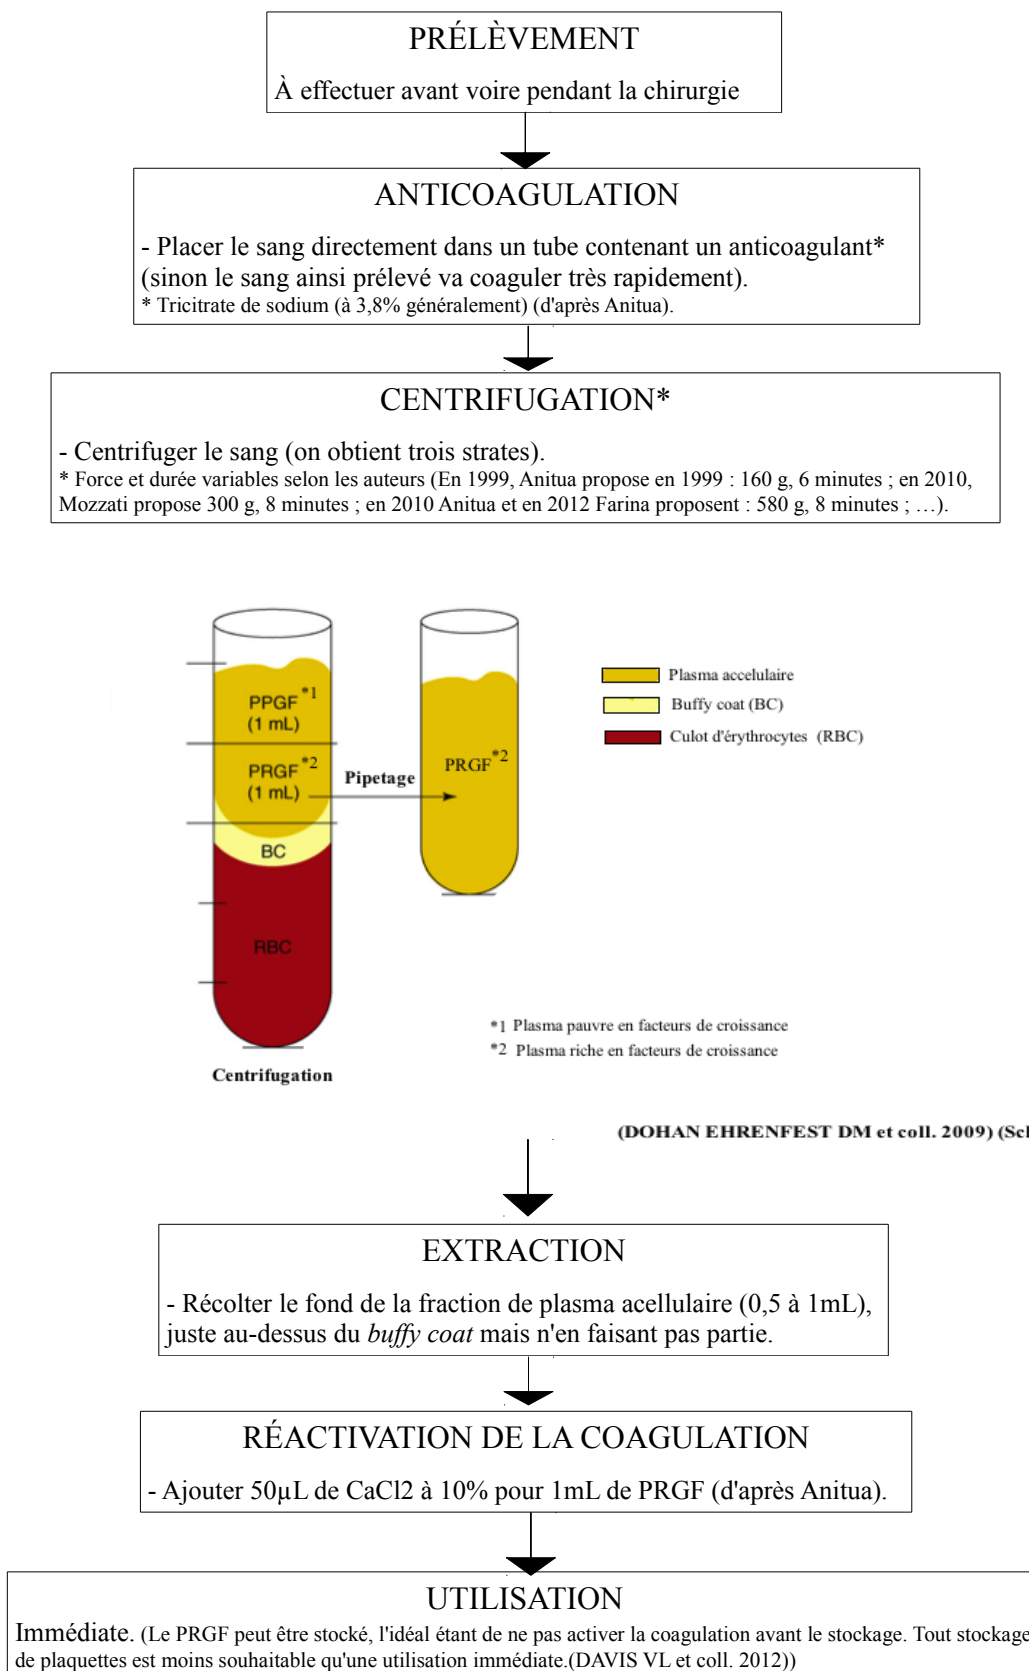 PRÉLÈVEMENT
À effectuer avant voire pendant la chirurgie
ANTICOAGULATION
- Placer le sang directement dans un tube contenant un anticoagulant*
(sinon le sang ainsi prélevé va coaguler très rapidement).
* Tricitrate de sodium (à 3,8% généralement) (d'après Anitua).
CENTRIFUGATION*
- Centrifuger le sang (on obtient trois strates).
* Force et durée variables selon les auteurs (En 1999, Anitua propose en 1999 : 160 g, 6 minutes ; en 2010,
Mozzati propose 300 g, 8 minutes ; en 2010 Anitua et en 2012 Farina proposent : 580 g, 8 minutes ; …).
PPGF*1
(1 mL)
PRGF*2
(1 mL)
BC
RBC
Centrifugation
Pipetage
PRGF*2
Plasma accelulaire
Buffy coat (BC)
Culot d'érythrocytes (RBC)
*1 Plasma pauvre en facteurs de croissance
*2 Plasma riche en facteurs de croissance
(DOHAN EHRENFEST DM et coll. 2009)
EXTRACTION
- Récolter le fond de la fraction de plasma acellulaire (0,5 à 1mL),
juste au-dessus du buffy coat mais n'en faisant pas partie.
RÉACTIVATION DE LA COAGULATION
- Ajouter 50µL de CaCl2 à 10% pour 1mL de PRGF (d'après Anitua).
UTILISATION
Immédiate. (Le PRGF peut être stocké, l'idéal étant de ne pas activer la coagulation avant le stockage. Tout stockage
de plaquettes est moins souhaitable qu'une utilisation immédiate.(DAVIS VL et coll. 2012))